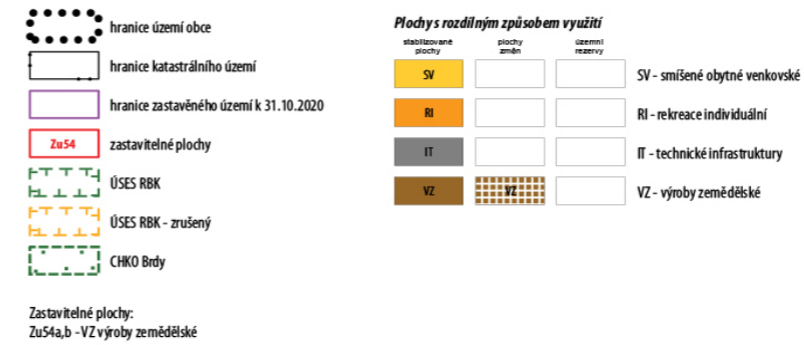 hranice území obce
hranice katastrálního území
hranice zastavěného území k 31.10.2020
Zu54 zastavitelné plochy
ÚSES RBK
ÚSES RBK - zrušený
CHKO Brdy
Zastavitelné plochy:
Zu54a,b - VZ výroby zemědělské
Plochy s rozdílným způsobem využití
stabilizované plochy
plochy změn
územní rezervy
SV SV - smíšené obytné venkovské
RI RI - rekreace individuální
IT IT - technické infrastruktury
VZ VZ VZ - výroby zemědělské